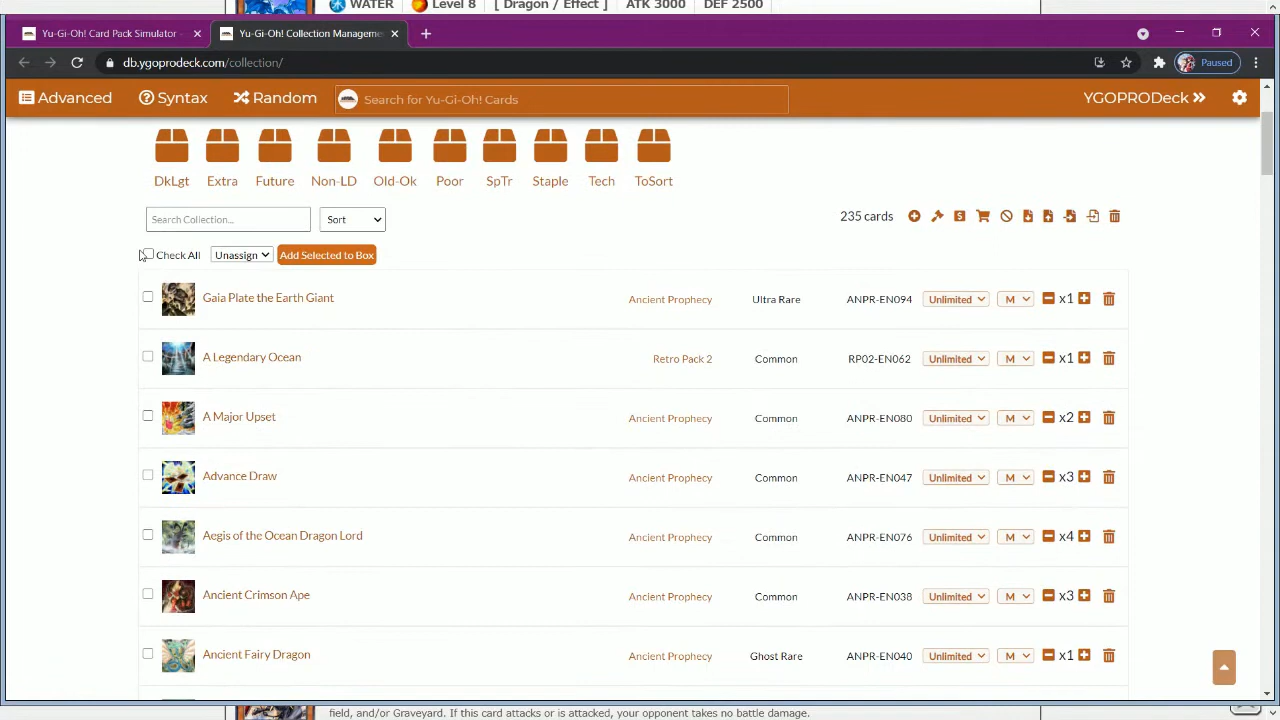 WATER Level 8 [ Dragon / Effect ] ATK 3000 DEF 2500
Yu-Gi-Oh! Card Pack Simulator - Yu-Gi-Oh! Collection Manageme
db.ygoprodeck.com/collection/ Paused
Advanced Syntax Random Search for Yu-Gi-Oh! Cards YGOPRODeck
DkLgt Extra Future Non-LD Old-Ok Poor SpTr Staple Tech ToSort
Search Collection... Sort 235 cards
Check All Unassign Add Selected to Box
Gaia Plate the Earth Giant Ancient Prophecy Ultra Rare ANPR-EN094 Unlimited M x1
A Legendary Ocean Retro Pack 2 Common RP02-EN062 Unlimited M x1
A Major Upset Ancient Prophecy Common ANPR-EN080 Unlimited M x2
Advance Draw Ancient Prophecy Common ANPR-EN047 Unlimited M x3
Aegis of the Ocean Dragon Lord Ancient Prophecy Common ANPR-EN076 Unlimited M x4
Ancient Crimson Ape Ancient Prophecy Common ANPR-EN038 Unlimited M x3
Ancient Fairy Dragon Ancient Prophecy Ghost Rare ANPR-EN040 Unlimited M x1
field, and/or Graveyard. If this card attacks or is attacked, your opponent takes no battle damage.